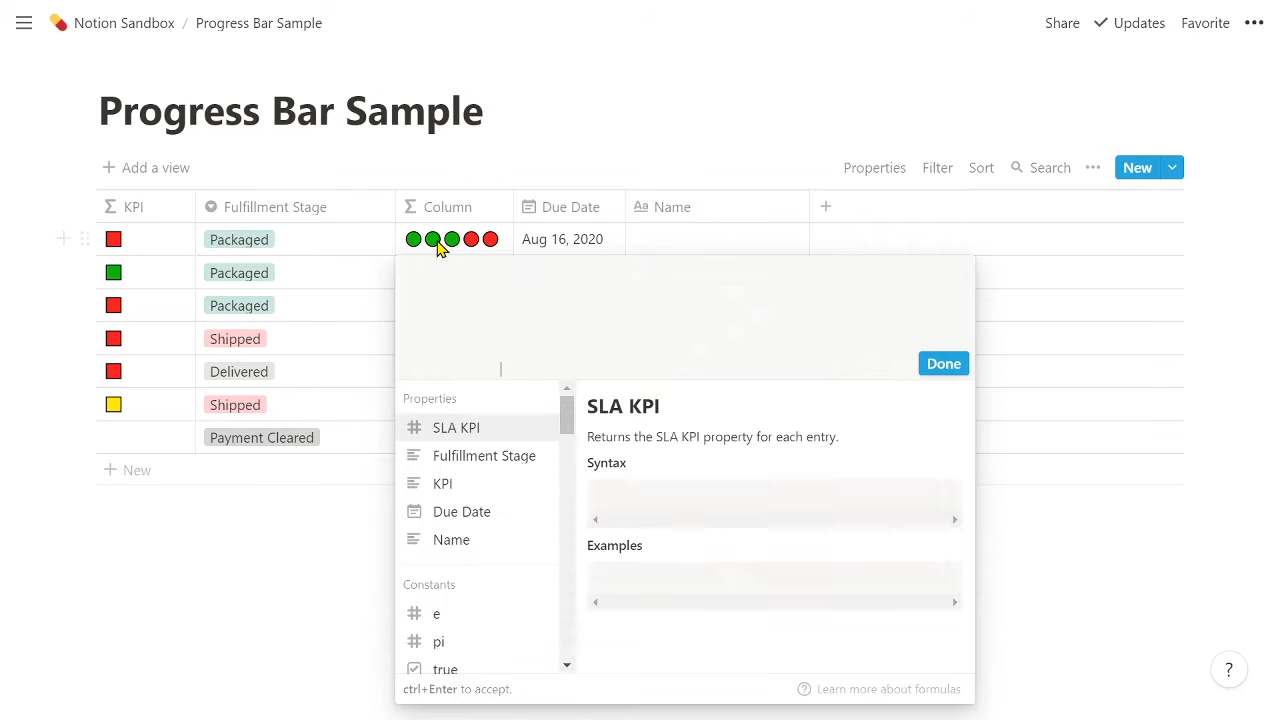 Notion Sandbox / Progress Bar Sample
Share Updates Favorite •••
Progress Bar Sample
+ Add a view
Properties Filter Sort Search ••• New
Σ KPI Fulfillment Stage Σ Column Due Date Aa Name +
Packaged Aug 16, 2020
Packaged
Packaged
Shipped
Delivered
Shipped
Payment Cleared
+ New
Done
Properties
SLA KPI
Fulfillment Stage
KPI
Due Date
Name
Constants
e
pi
true
SLA KPI
Returns the SLA KPI property for each entry.
Syntax
Examples
ctrl+Enter to accept.
? Learn more about formulas
?